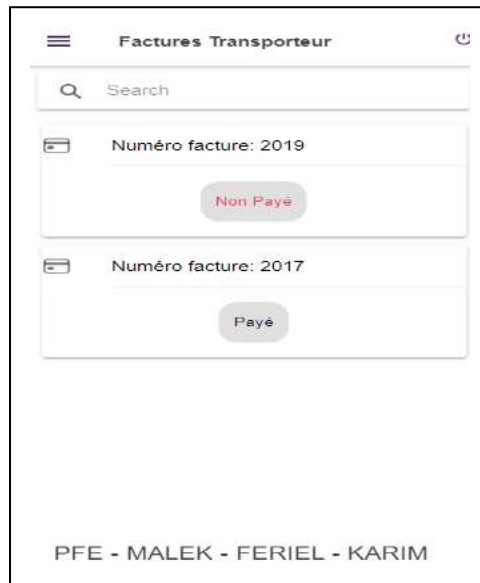 Factures Transporteur
Search
Numéro facture: 2019
Non Payé
Numéro facture: 2017
Payé
PFE - MALEK - FERIEL - KARIM